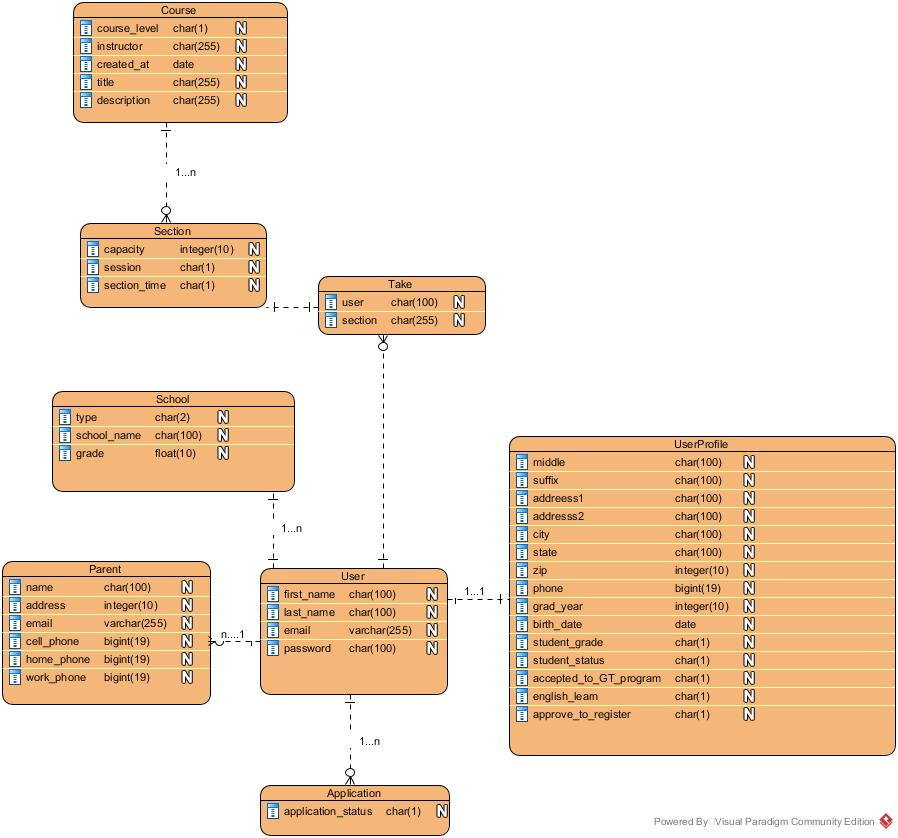 Course
course_level char(1) N
instructor char(255) N
created_at date N
title char(255) N
description char(255) N
1...n
Section
capacity integer(10) N
session char(1) N
section_time char(1) N
Take
user char(100) N
section char(255) N
School
type char(2) N
school_name char(100) N
grade float(10) N
1...n
UserProfile
middle char(100) N
suffix char(100) N
addreess1 char(100) N
addresss2 char(100) N
city char(100) N
state char(100) N
zip integer(10) N
phone bigint(19) N
grad_year integer(10) N
birth_date date N
student_grade char(1) N
student_status char(1) N
accepted_to_GT_program char(1) N
english_learn char(1) N
approve_to_register char(1) N
Parent
name char(100) N
address integer(10) N
email varchar(255) N
cell_phone bigint(19) N
home_phone bigint(19) N
work_phone bigint(19) N
n....1
User
first_name char(100) N
last_name char(100) N
email varchar(255) N
password char(100) N
1...1
1...n
Application
application_status char(1) N
Powered By Visual Paradigm Community Edition